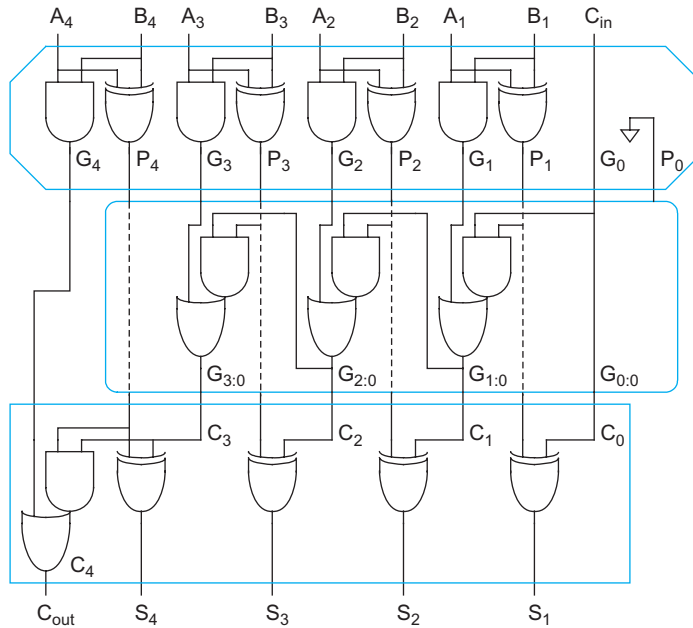 A4 B4 A3 B3 A2 B2 A1 B1 Cin
G4 P4 G3 P3 G2 P2 G1 P1 G0 P0
G3:0 G2:0 G1:0 G0:0
C3 C2 C1 C0
C4
Cout S4 S3 S2 S1